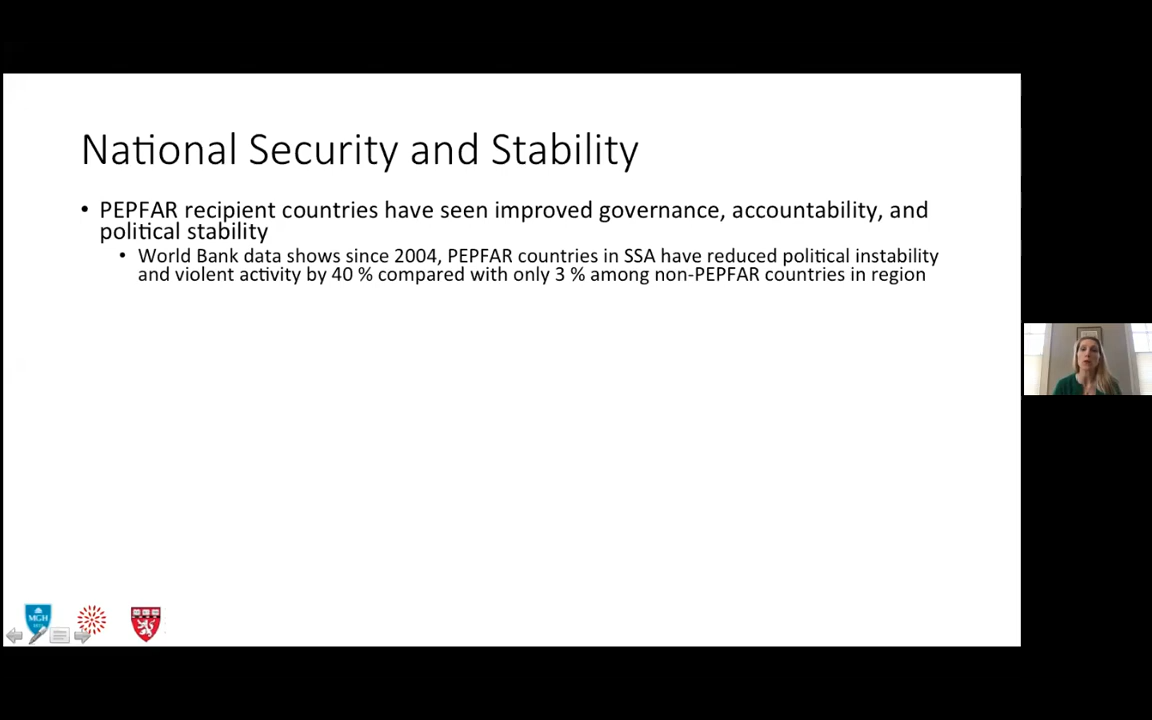 National Security and Stability
• PEPFAR recipient countries have seen improved governance, accountability, and
political stability
• World Bank data shows since 2004, PEPFAR countries in SSA have reduced political instability
and violent activity by 40 % compared with only 3 % among non-PEPFAR countries in region
MGH